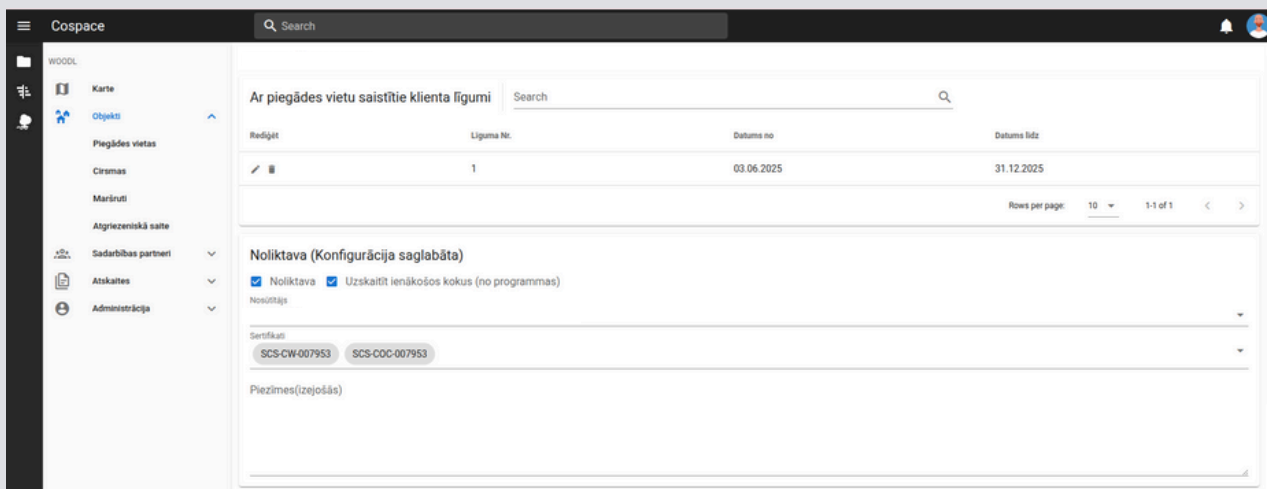 Cospace
Search
WOODL
Karte
Objekti
Piegādes vietas
Cirsmas
Maršruti
Atgriezeniskā saite
Sadarbības partneri
Atskaites
Administrācija
Ar piegādes vietu saistītie klienta līgumi
Search
Rediģēt Līguma Nr. Datums no Datums līdz
1 03.06.2025 31.12.2025
Rows per page: 10 1-1 of 1
Noliktava (Konfigurācija saglabāta)
Noliktava Uzskaitīt ienākošos kokus (no programmas)
Nosūtītājs
Sertifikati
SCS-CW-007953 SCS-COC-007953
Piezīmes(izejošās)